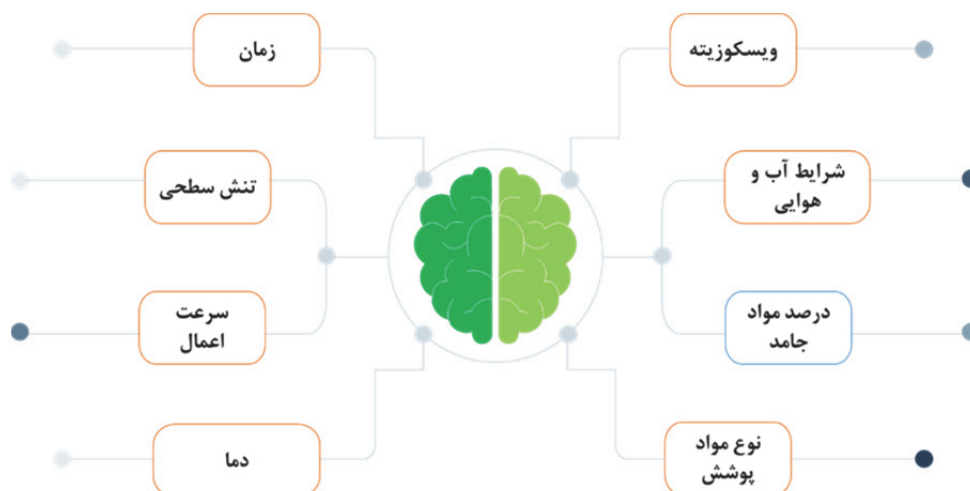 ویسکوزیته
زمان
شرایط آب و
هوایی
تنش سطحی
درصد مواد
جامد
سرعت
اعمال
نوع مواد
پوشش
دما